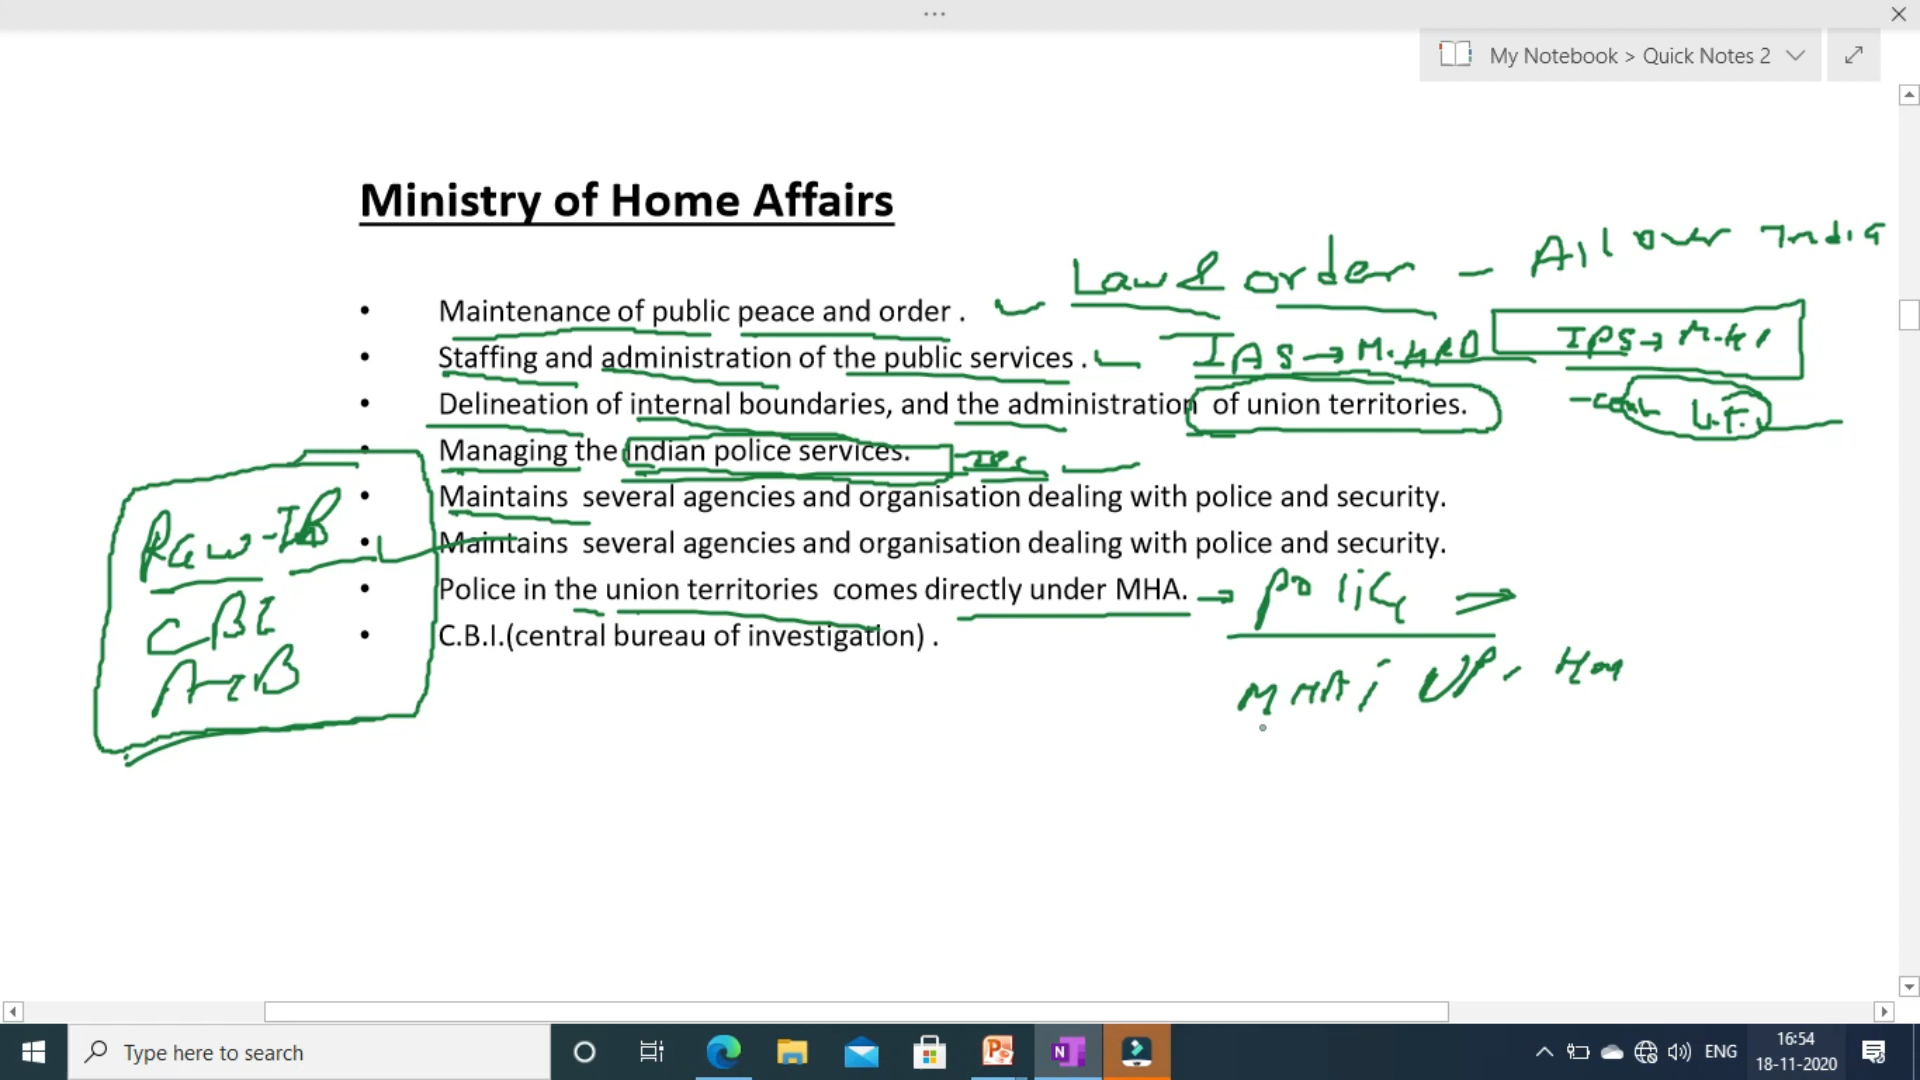 My Notebook > Quick Notes 2
Ministry of Home Affairs
Law & order - All over India
• Maintenance of public peace and order .
• Staffing and administration of the public services .
IAS → M.HRD
IPS → M.H
• Delineation of internal boundaries, and the administration of union territories.
U.T.
• Managing the Indian police services.
• Maintains several agencies and organisation dealing with police and security.
Raw - IB
• Maintains several agencies and organisation dealing with police and security.
• Police in the union territories comes directly under MHA. →
CBI
• C.B.I.(central bureau of investigation) .
ACB
MHA UP. HM
Type here to search
ENG
16:54
18-11-2020